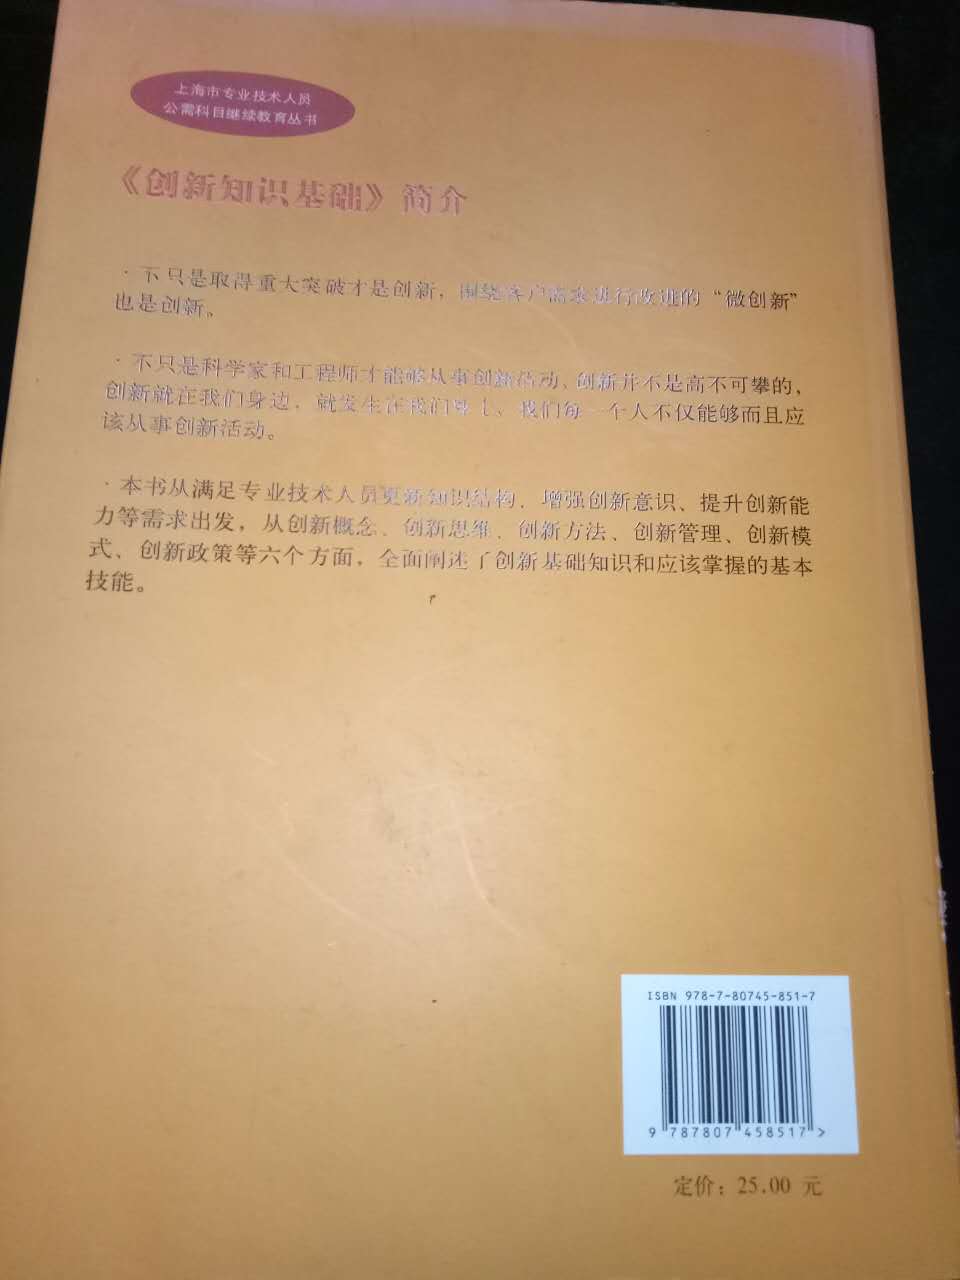 上海市专业技术人员
公需科目继续教育丛书
《创新知识基础》简介
·不只是取得重大突破才是创新，围绕客户需求进行改进的“微创新”
也是创新。
·不只是科学家和工程师才能够从事创新活动、创新并不是高不可攀的，
创新就在我们身边，就发生在我们身上，我们每一个人不仅能够而且应
该从事创新活动。
·本书从满足专业技术人员更新知识结构、增强创新意识、提升创新能
力等需求出发，从创新概念、创新思维、创新方法、创新管理、创新模
式、创新政策等六个方面，全面阐述了创新基础知识和应该掌握的基本
技能。
ISBN 978-7-80745-851-7
9 787807 458517 >
定价：25.00 元